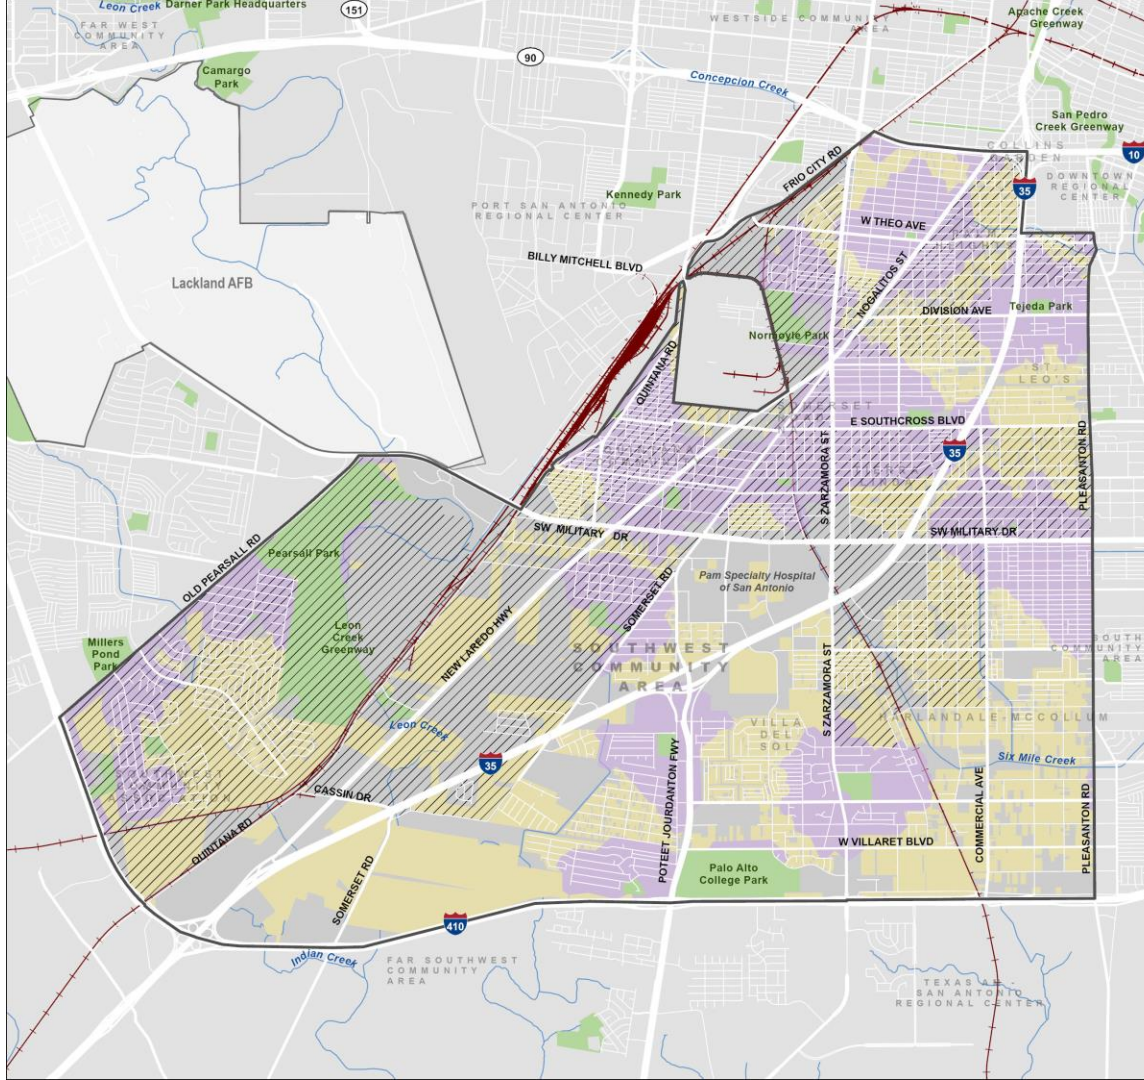 Leon Creek
Darner Park Headquarters
151
Apache Creek
Greenway
FAR WEST
COMMUNITY
AREA
WESTSIDE COMMUNITY
AREA
90
Camargo
Park
Concepcion Creek
San Pedro
Creek Greenway
COLLINS
GARDEN
10
FRIO CITY RD
35
DOWNTOWN
REGIONAL
CENTER
Kennedy Park
PORT SAN ANTONIO
REGIONAL CENTER
W THEO AVE
BILLY MITCHELL BLVD
NOGALITOS ST
Lackland AFB
DIVISION AVE
Tejeda Park
Normoyle Park
QUINTANA RD
ST.
LEO'S
E SOUTHCROSS BLVD
S ZARZAMORA ST
35
PLEASANTON RD
SW MILITARY DR
SW MILITARY DR
OLD PEARSALL RD
Pearsall Park
Pam Specialty Hospital
of San Antonio
SOMERSET RD
NEW LAREDO HWY
Millers
Pond
Park
Leon
Creek
Greenway
SOUTHWEST
COMMUNITY
AREA
SOUTH
COMMUNITY
AREA
S ZARZAMORA ST
Leon Creek
VILLA
DEL
SOL
HARLANDALE-MCCOLLUM
Six Mile Creek
35
SOUTHWEST
COMMUNITY
CASSIN DR
POTEET JOURDANTON FWY
COMMERCIAL AVE
PLEASANTON RD
QUINTANA RD
W VILLARET BLVD
SOMERSET RD
Palo Alto
College Park
410
Indian Creek
FAR SOUTHWEST
COMMUNITY
AREA
TEXAS
SAN ANTONIO
REGIONAL CENTER